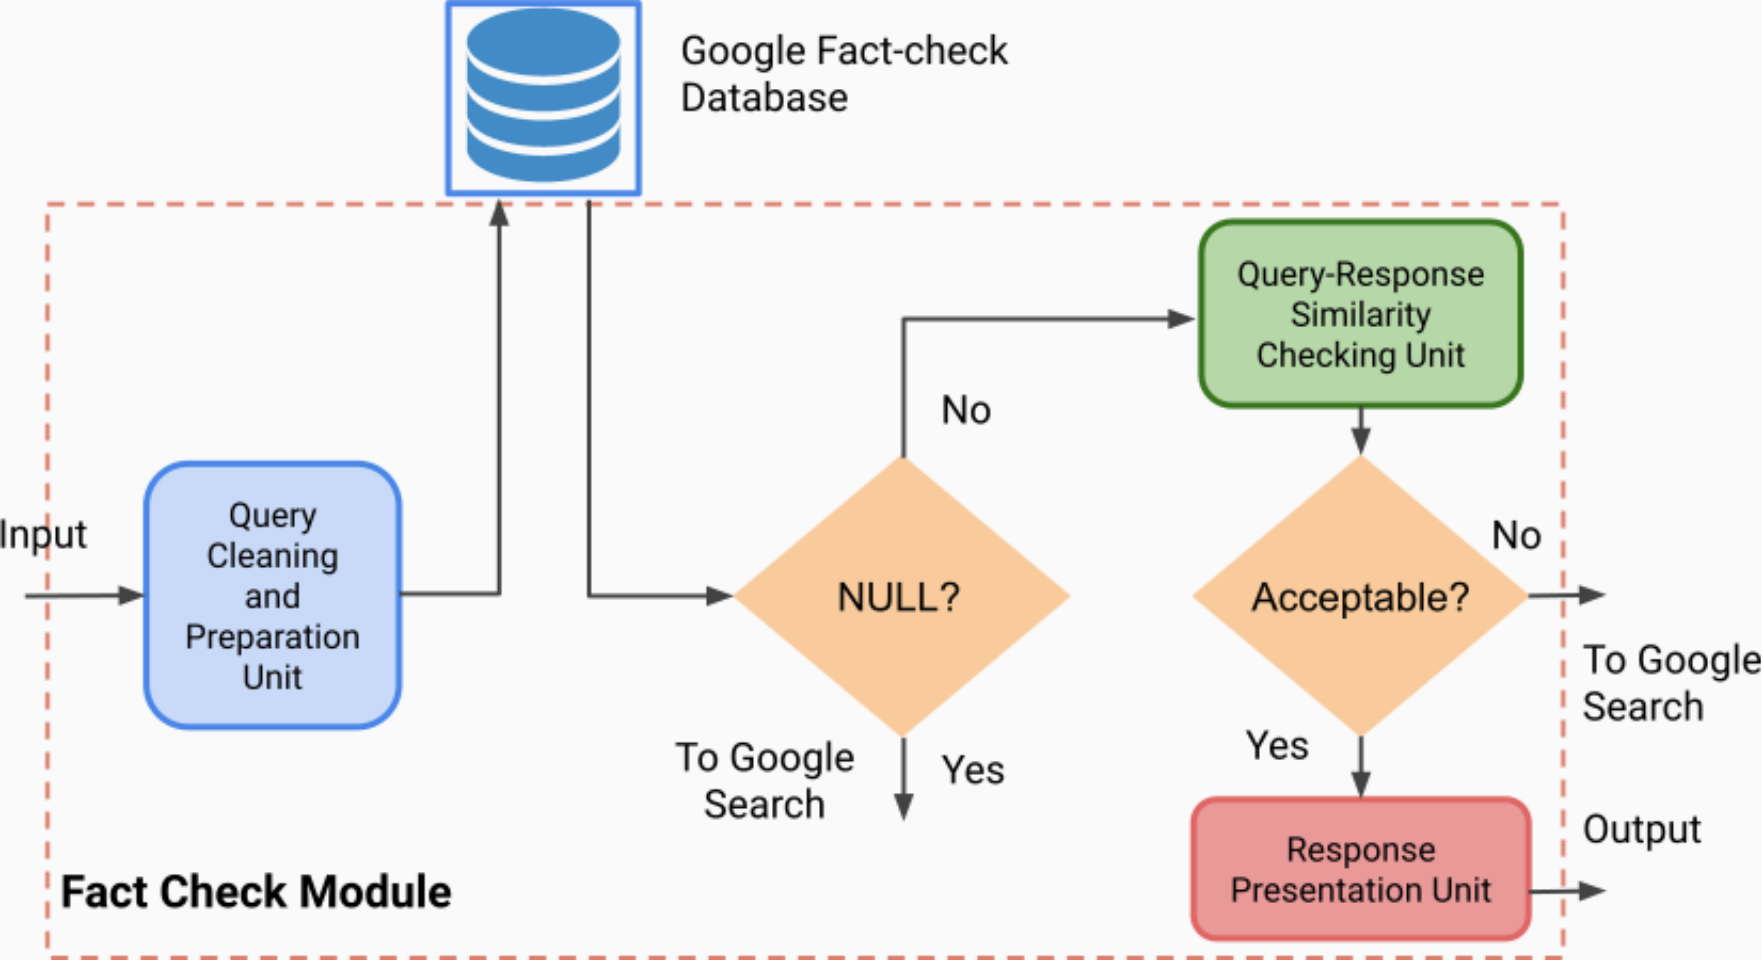 Google Fact-check
Database
Query-Response
Similarity
Checking Unit
No
Input
Query
Cleaning
and
Preparation
Unit
NULL?
Acceptable?
No
To Google
Search
To Google
Search
Yes
Yes
Output
Response
Presentation Unit
Fact Check Module